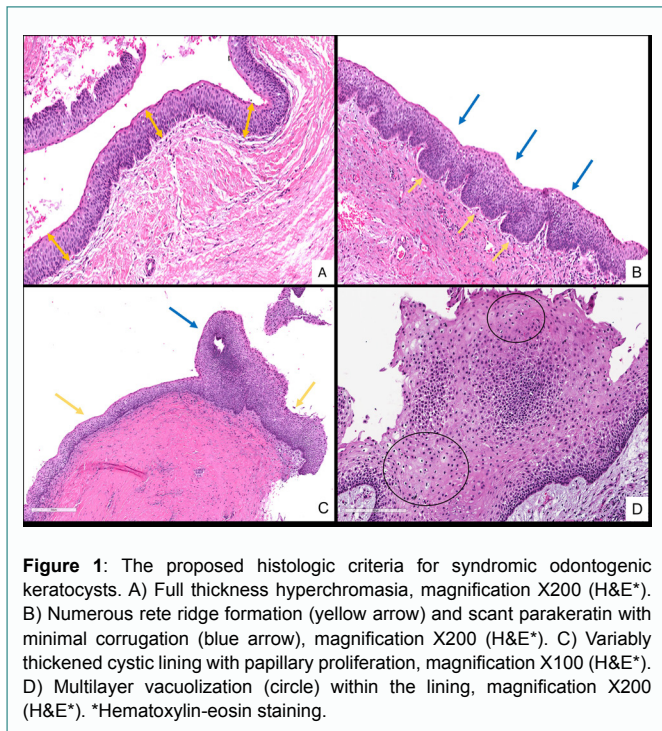 A
B
C
D
Figure 1: The proposed histologic criteria for syndromic odontogenic
keratocysts. A) Full thickness hyperchromasia, magnification X200 (H&E*).
B) Numerous rete ridge formation (yellow arrow) and scant parakeratin with
minimal corrugation (blue arrow), magnification X200 (H&E*). C) Variably
thickened cystic lining with papillary proliferation, magnification X100 (H&E*).
D) Multilayer vacuolization (circle) within the lining, magnification X200
(H&E*). *Hematoxylin-eosin staining.